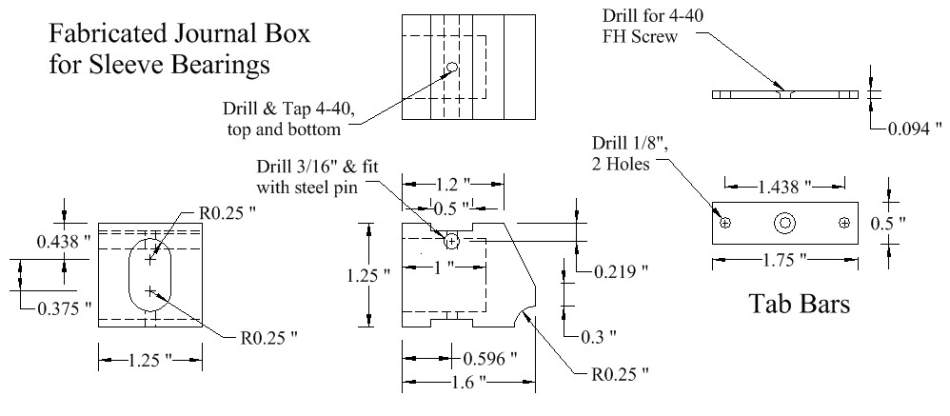 Fabricated Journal Box
for Sleeve Bearings
Drill & Tap 4-40,
top and bottom
Drill for 4-40
FH Screw
0.094 "
Drill 3/16" & fit
with steel pin
Drill 1/8",
2 Holes
1.438 "
0.5 "
1.75 "
Tab Bars
R0.25 "
0.438 "
0.375 "
R0.25 "
1.25 "
1.2 "
0.5 "
1.25 "
1 "
0.219 "
0.3 "
0.596 "
1.6 "
R0.25 "